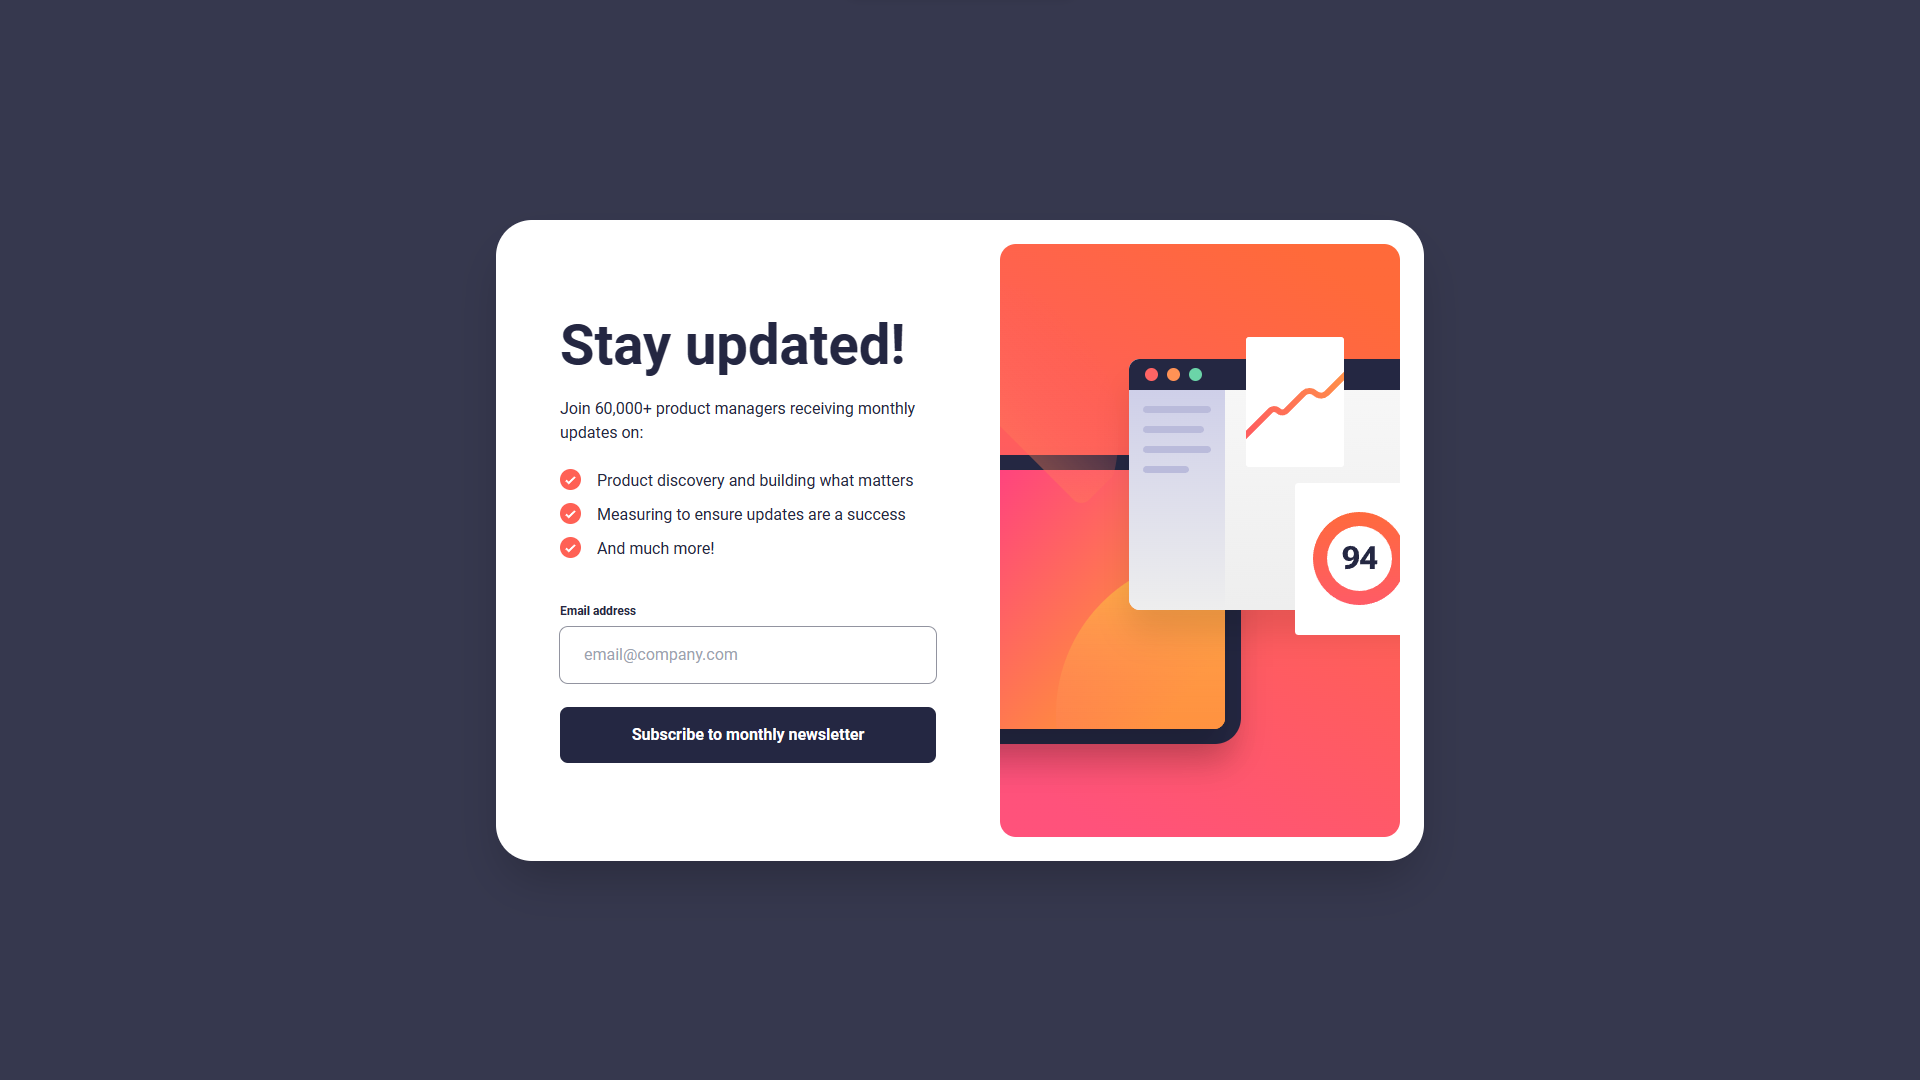 Stay updated!
Join 60,000+ product managers receiving monthly
updates on:
Product discovery and building what matters
Measuring to ensure updates are a success
And much more!
Email address
email@company.com
Subscribe to monthly newsletter
94